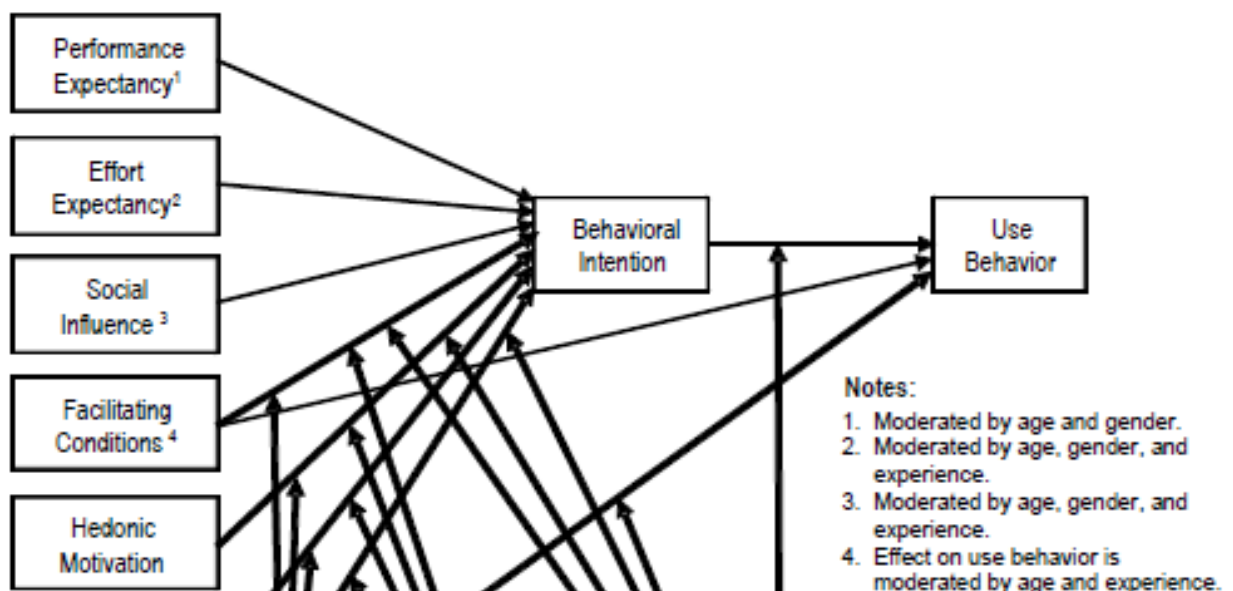 Performance
Expectancy¹
Effort
Expectancy²
Social
Influence ³
Facilitating
Conditions ⁴
Hedonic
Motivation
Behavioral
Intention
Use
Behavior
Notes:
1. Moderated by age and gender.
2. Moderated by age, gender, and
experience.
3. Moderated by age, gender, and
experience.
4. Effect on use behavior is
moderated by age and experience.